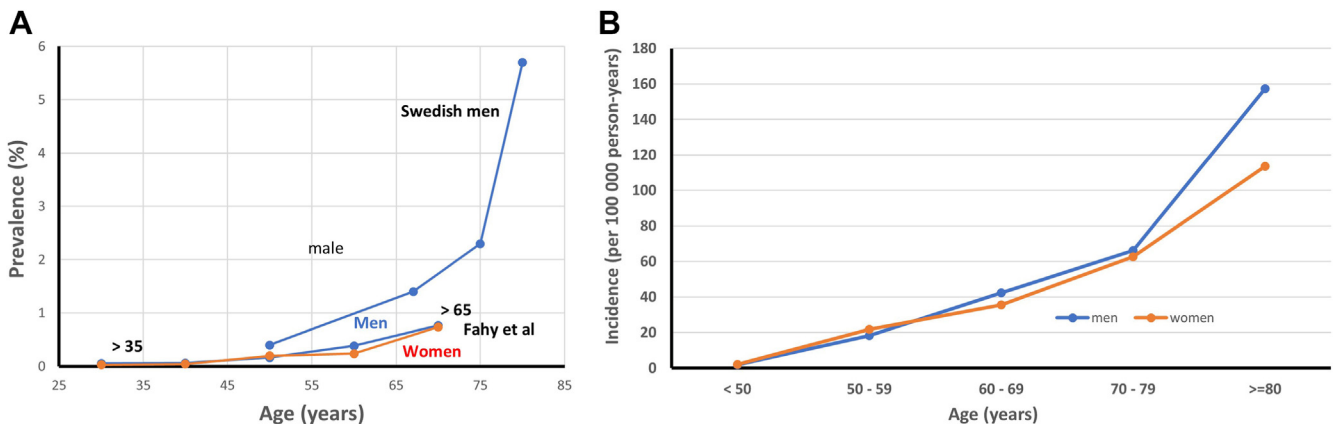 A
Prevalence (%)
6
5
4
3
2
1
0
Swedish men
male
> 65
Men
Fahy et al
> 35
Women
25
35
45
55
65
75
85
Age (years)
B
Incidence (per 100 000 person-years)
180
160
140
120
100
80
60
40
20
0
men
women
< 50
50 - 59
60 - 69
70 - 79
>=80
Age (years)